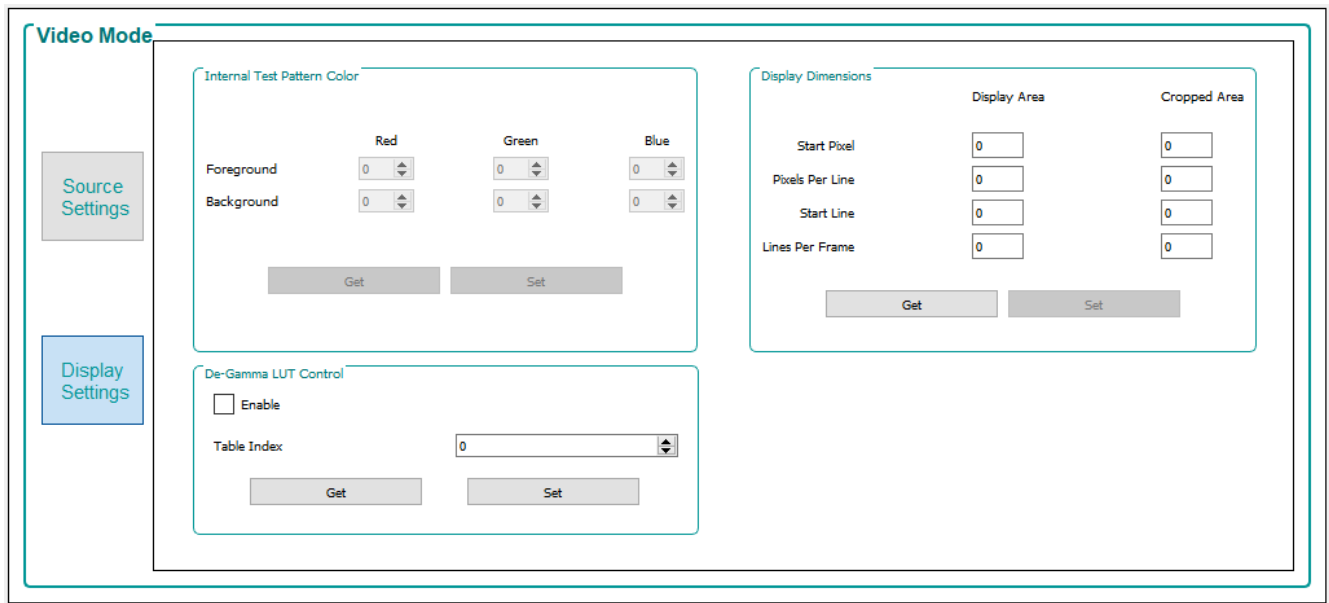 Video Mode
Source
Settings
Display
Settings
Internal Test Pattern Color
Red Green Blue
Foreground 0 0 0
Background 0 0 0
Get Set
De-Gamma LUT Control
Enable
Table Index 0
Get Set
Display Dimensions
Display Area Cropped Area
Start Pixel 0 0
Pixels Per Line 0 0
Start Line 0 0
Lines Per Frame 0 0
Get Set